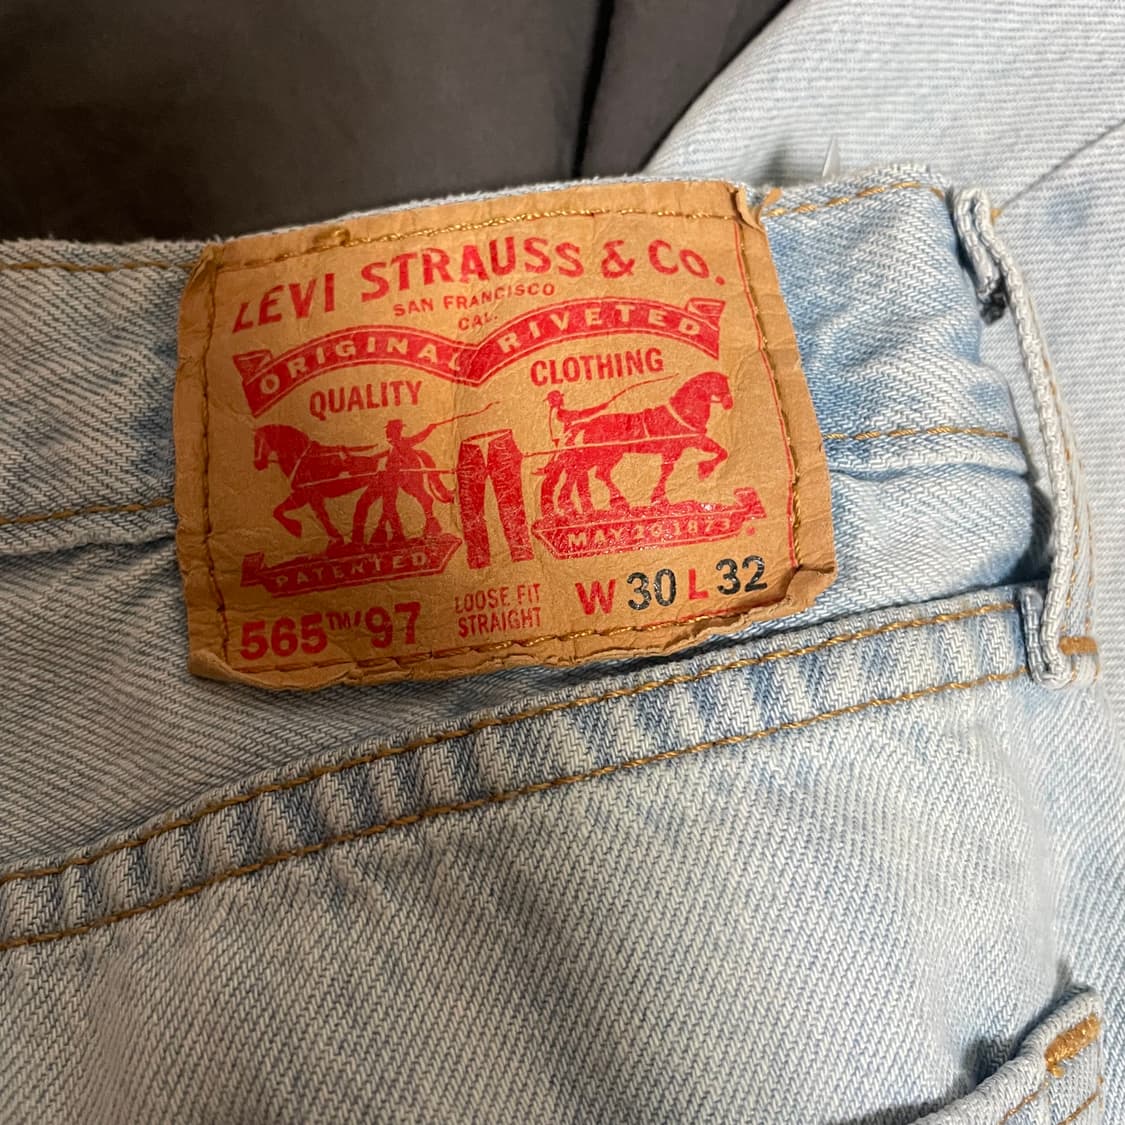 LEVI STRAUSS & CO.
SAN FRANCISCO
CAL.
ORIGINAL RIVETED
QUALITY CLOTHING
PATENTED MAY 20 1873
565™'97 LOOSE FIT STRAIGHT W 30 L 32